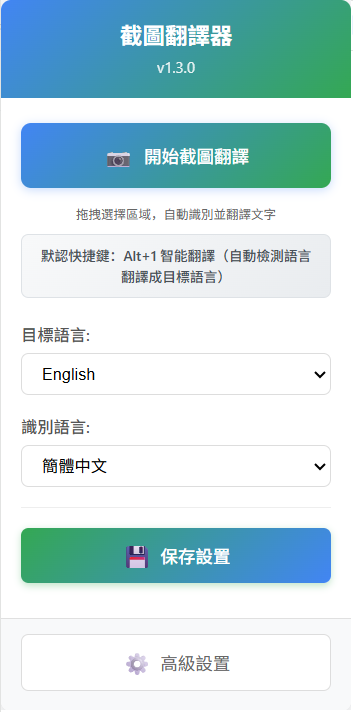 截圖翻譯器
v1.3.0
開始截圖翻譯
拖拽選擇區域，自動識別並翻譯文字
默認快捷鍵：Alt+1 智能翻譯（自動檢測語言
翻譯成目標語言）
目標語言:
English
識別語言:
簡體中文
保存設置
高級設置